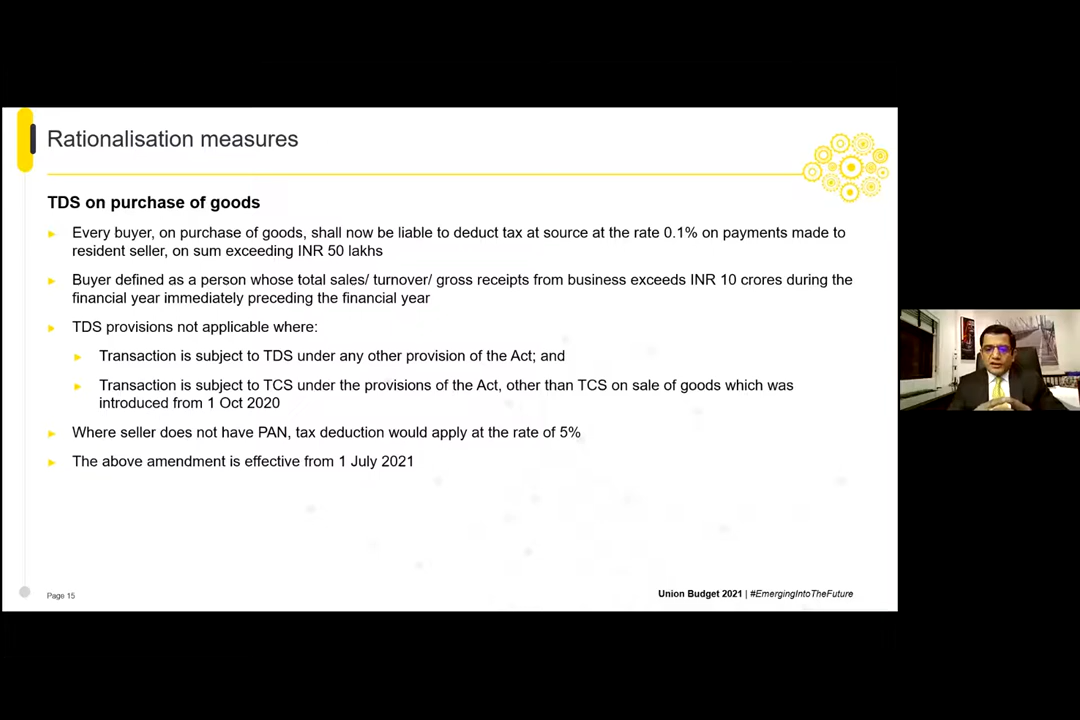 Rationalisation measures
TDS on purchase of goods
Every buyer, on purchase of goods, shall now be liable to deduct tax at source at the rate 0.1% on payments made to
resident seller, on sum exceeding INR 50 lakhs
Buyer defined as a person whose total sales/ turnover/ gross receipts from business exceeds INR 10 crores during the
financial year immediately preceding the financial year
TDS provisions not applicable where:
Transaction is subject to TDS under any other provision of the Act; and
Transaction is subject to TCS under the provisions of the Act, other than TCS on sale of goods which was
introduced from 1 Oct 2020
Where seller does not have PAN, tax deduction would apply at the rate of 5%
The above amendment is effective from 1 July 2021
Page 15
Union Budget 2021 | #EmergingIntoTheFuture